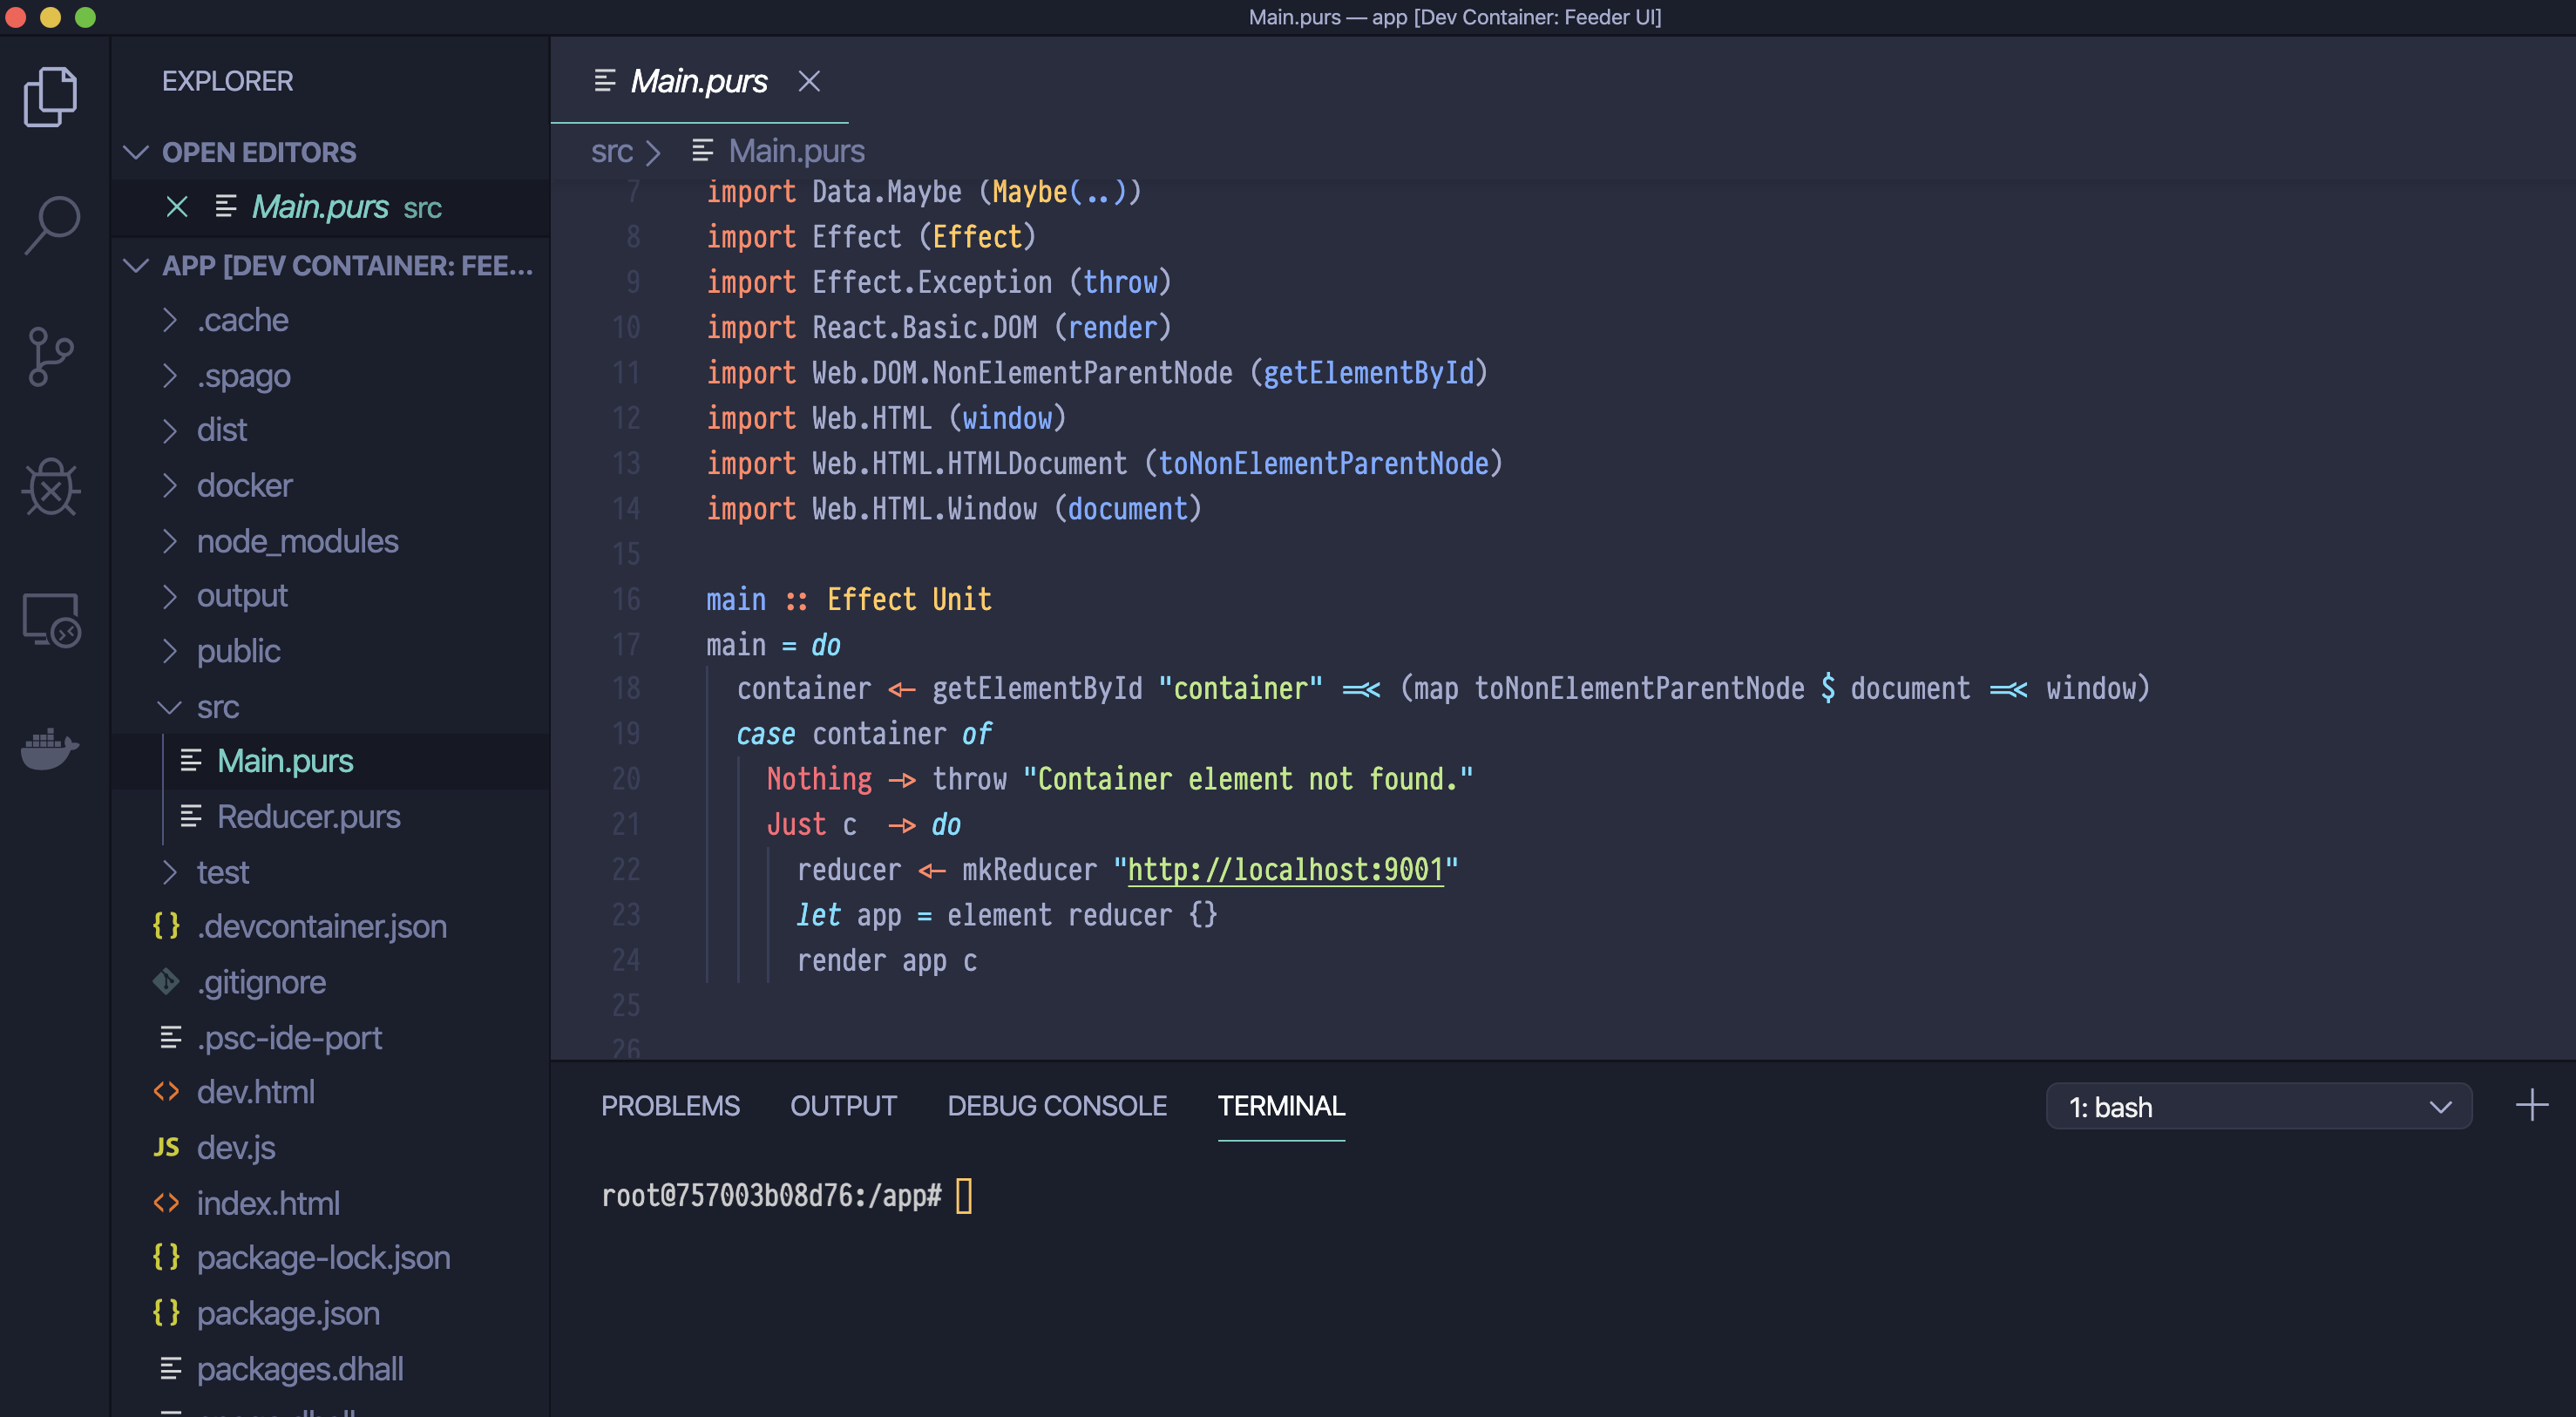 Main.purs — app [Dev Container: Feeder UI]
EXPLORER
OPEN EDITORS
Main.purs src
APP [DEV CONTAINER: FEE...
.cache
.spago
dist
docker
node_modules
output
public
src
Main.purs
Reducer.purs
test
{} .devcontainer.json
.gitignore
.psc-ide-port
<> dev.html
JS dev.js
<> index.html
{} package-lock.json
{} package.json
packages.dhall
Main.purs
src > Main.purs
7 import Data.Maybe (Maybe(..))
8 import Effect (Effect)
9 import Effect.Exception (throw)
10 import React.Basic.DOM (render)
11 import Web.DOM.NonElementParentNode (getElementById)
12 import Web.HTML (window)
13 import Web.HTML.HTMLDocument (toNonElementParentNode)
14 import Web.HTML.Window (document)
15
16 main :: Effect Unit
17 main = do
18 container <- getElementById "container" =<< (map toNonElementParentNode $ document =<< window)
19 case container of
20 Nothing -> throw "Container element not found."
21 Just c -> do
22 reducer <- mkReducer "http://localhost:9001"
23 let app = element reducer {}
24 render app c
25
26
PROBLEMS OUTPUT DEBUG CONSOLE TERMINAL
1: bash
root@757003b08d76:/app#